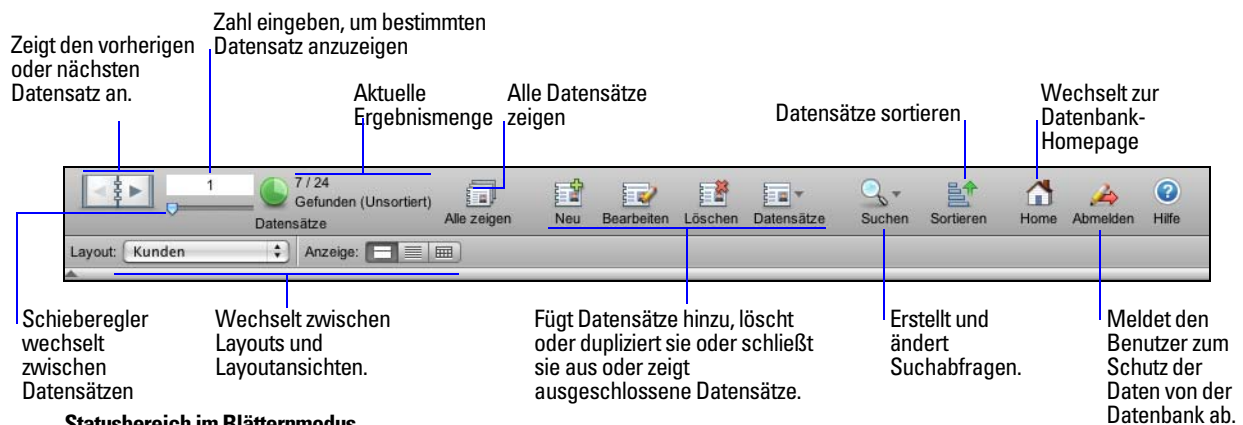 Zahl eingeben, um bestimmten
Datensatz anzuzeigen
Zeigt den vorherigen
oder nächsten
Datensatz an.
Aktuelle
Ergebnismenge
Alle Datensätze
zeigen
Datensätze sortieren
Wechselt zur
Datenbank-
Homepage
1
7 / 24
Gefunden (Unsortiert)
Datensätze
Alle zeigen
Neu
Bearbeiten
Löschen
Datensätze
Suchen
Sortieren
Home
Abmelden
Hilfe
Layout:
Kunden
Anzeige:
Schieberegler
wechselt
zwischen
Datensätzen
Wechselt zwischen
Layouts und
Layoutansichten.
Fügt Datensätze hinzu, löscht
oder dupliziert sie oder schließt
sie aus oder zeigt
ausgeschlossene Datensätze.
Erstellt und
ändert
Suchabfragen.
Meldet den
Benutzer zum
Schutz der
Daten von der
Datenbank ab.
Statusbereich im Blätternmodus